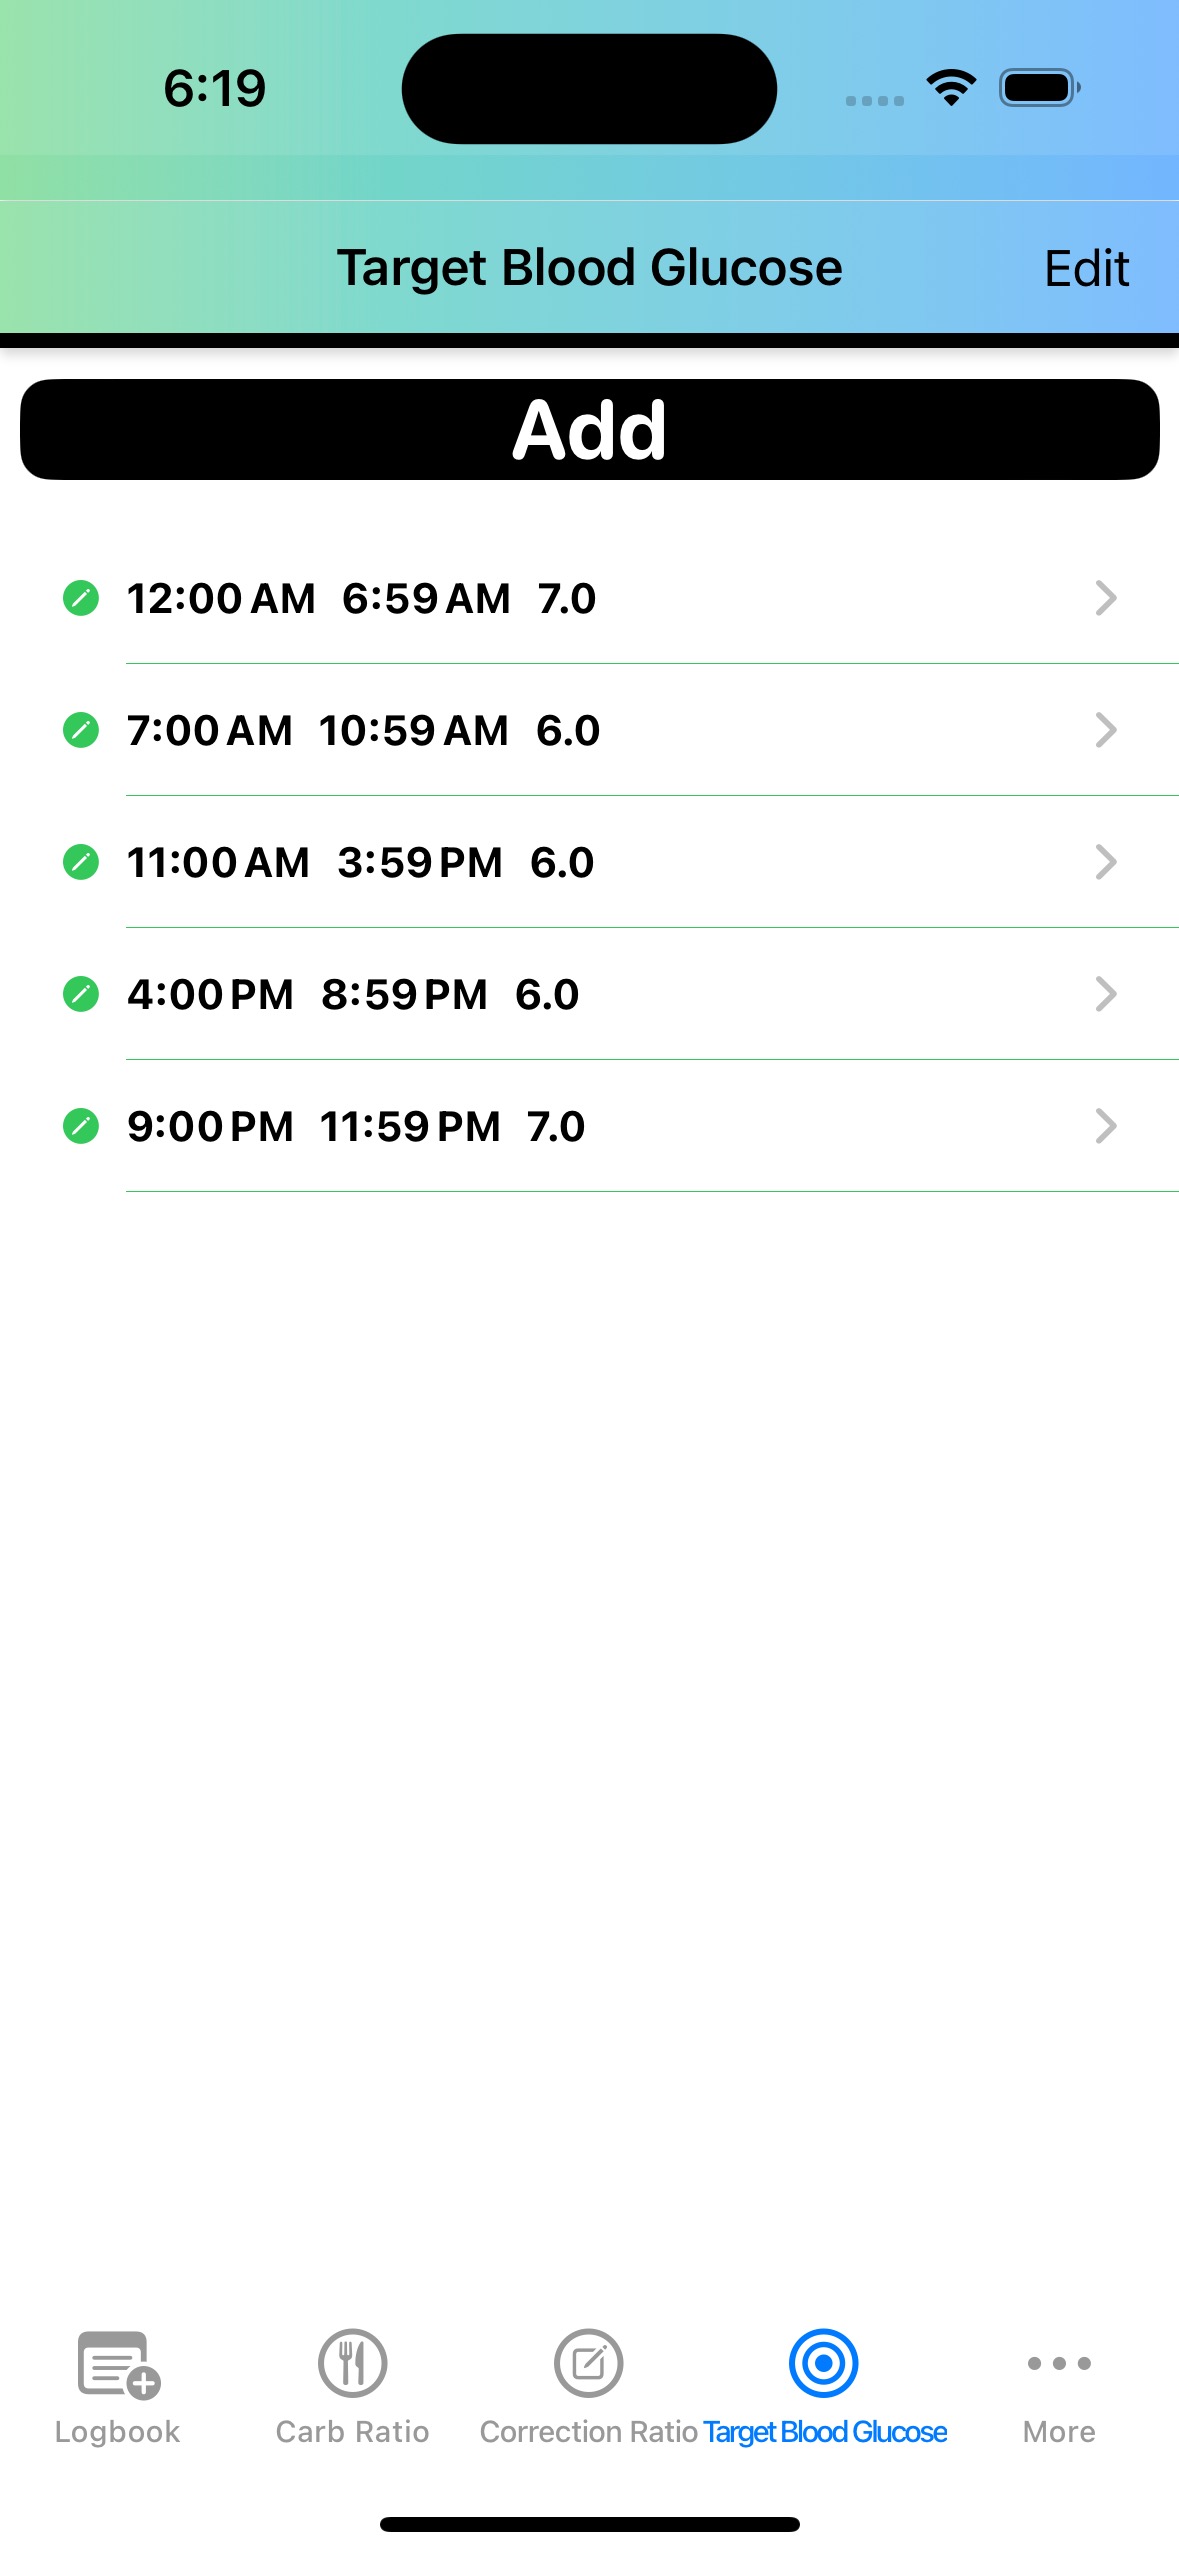 6:19
Target Blood Glucose
Edit
Add
12:00 AM 6:59 AM 7.0
7:00 AM 10:59 AM 6.0
11:00 AM 3:59 PM 6.0
4:00 PM 8:59 PM 6.0
9:00 PM 11:59 PM 7.0
Logbook
Carb Ratio
Correction Ratio
Target Blood Glucose
More